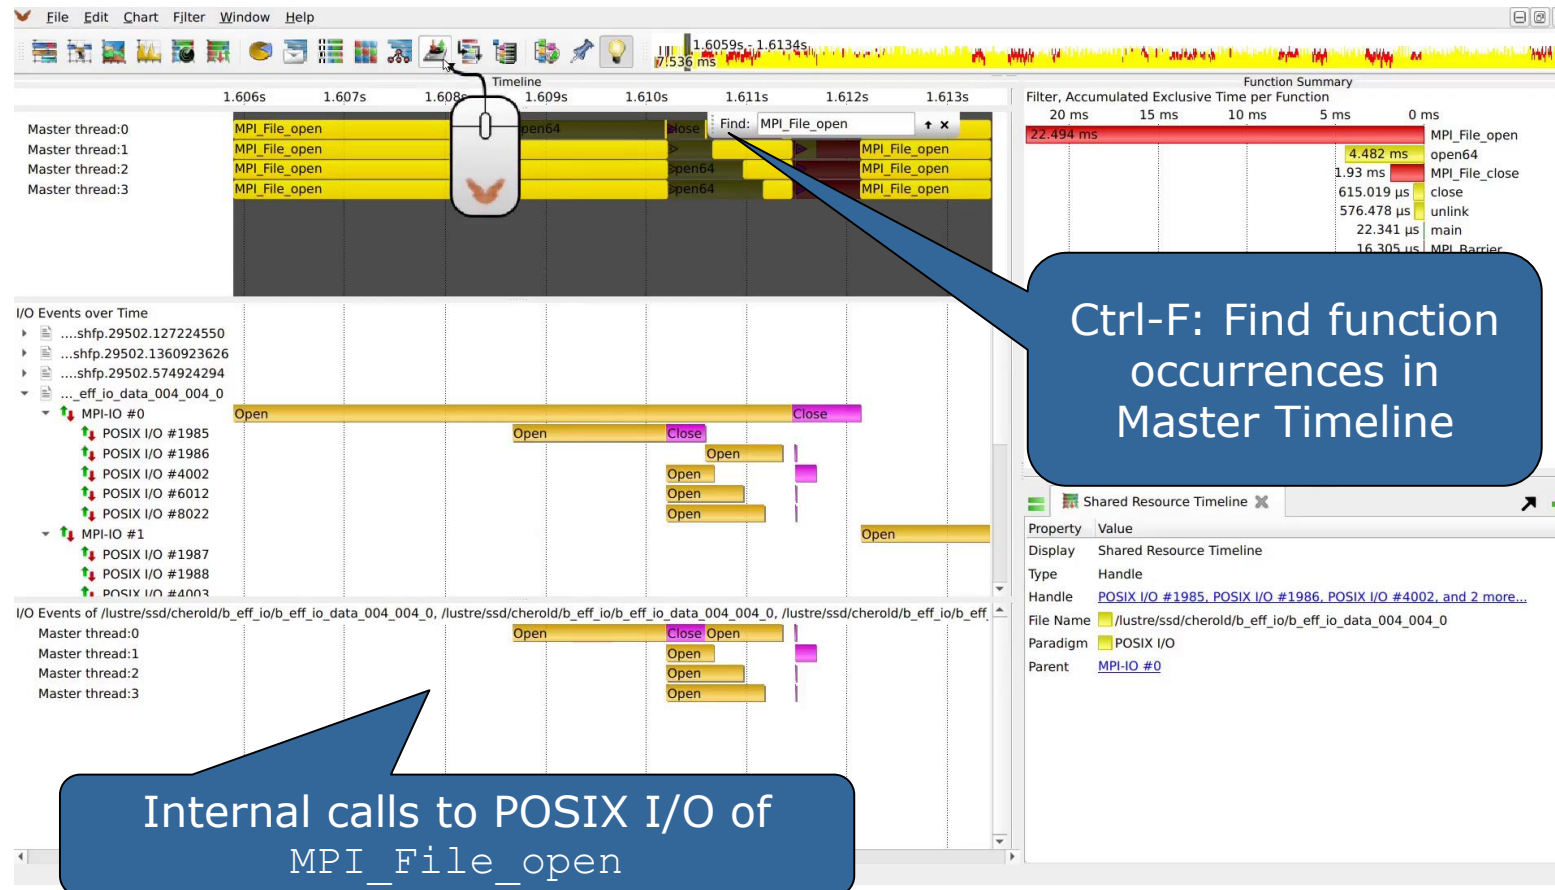 File Edit Chart Filter Window Help
1.6059s - 1.6134s
7.536 ms
Timeline
1.606s 1.607s 1.608s 1.609s 1.610s 1.611s 1.612s 1.613s
Master thread:0 MPI_File_open open64 close
Find: MPI_File_open
Master thread:1 MPI_File_open MPI_File_open
Master thread:2 MPI_File_open open64 MPI_File_open
Master thread:3 MPI_File_open open64 MPI_File_open
Function Summary
Filter, Accumulated Exclusive Time per Function
20 ms 15 ms 10 ms 5 ms 0 ms
22.494 ms MPI_File_open
4.482 ms open64
1.93 ms MPI_File_close
615.019 µs close
576.478 µs unlink
22.341 µs main
16.305 µs MPI_Barrier
Ctrl-F: Find function
occurrences in
Master Timeline
I/O Events over Time
....shfp.29502.127224550
...shfp.29502.1360923626
....shfp.29502.574924294
..._eff_io_data_004_004_0
MPI-IO #0 Open Close
POSIX I/O #1985 Open Close
POSIX I/O #1986 Open
POSIX I/O #4002 Open
POSIX I/O #6012 Open
POSIX I/O #8022 Open
MPI-IO #1 Open
POSIX I/O #1987
POSIX I/O #1988
POSIX I/O #4003
I/O Events of /lustre/ssd/cherold/b_eff_io/b_eff_io_data_004_004_0, /lustre/ssd/cherold/b_eff_io/b_eff_io_data_004_004_0, /lustre/ssd/cherold/b_eff_io/b_eff
Master thread:0 Open Close Open
Master thread:1 Open
Master thread:2 Open
Master thread:3 Open
Shared Resource Timeline
Property Value
Display Shared Resource Timeline
Type Handle
Handle POSIX I/O #1985, POSIX I/O #1986, POSIX I/O #4002, and 2 more...
File Name /lustre/ssd/cherold/b_eff_io/b_eff_io_data_004_004_0
Paradigm POSIX I/O
Parent MPI-IO #0
Internal calls to POSIX I/O of
MPI_File_open